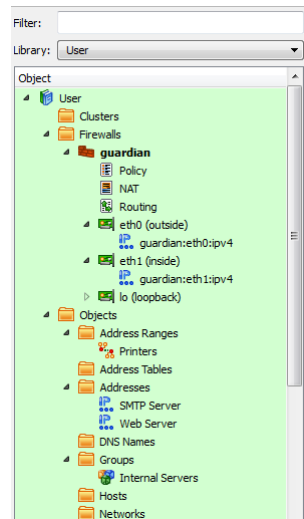 Filter:
Library: User
Object
User
Clusters
Firewalls
guardian
Policy
NAT
Routing
eth0 (outside)
guardian:eth0:ipv4
eth1 (inside)
guardian:eth1:ipv4
lo (loopback)
Objects
Address Ranges
Printers
Address Tables
Addresses
IP SMTP Server
IP Web Server
DNS Names
Groups
Internal Servers
Hosts
Networks